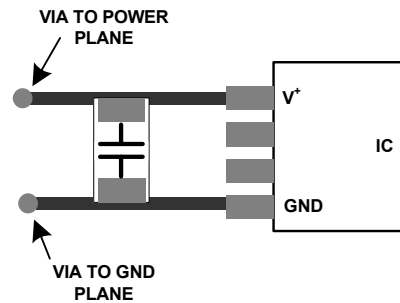 VIA TO POWER
PLANE
V+
IC
GND
VIA TO GND
PLANE